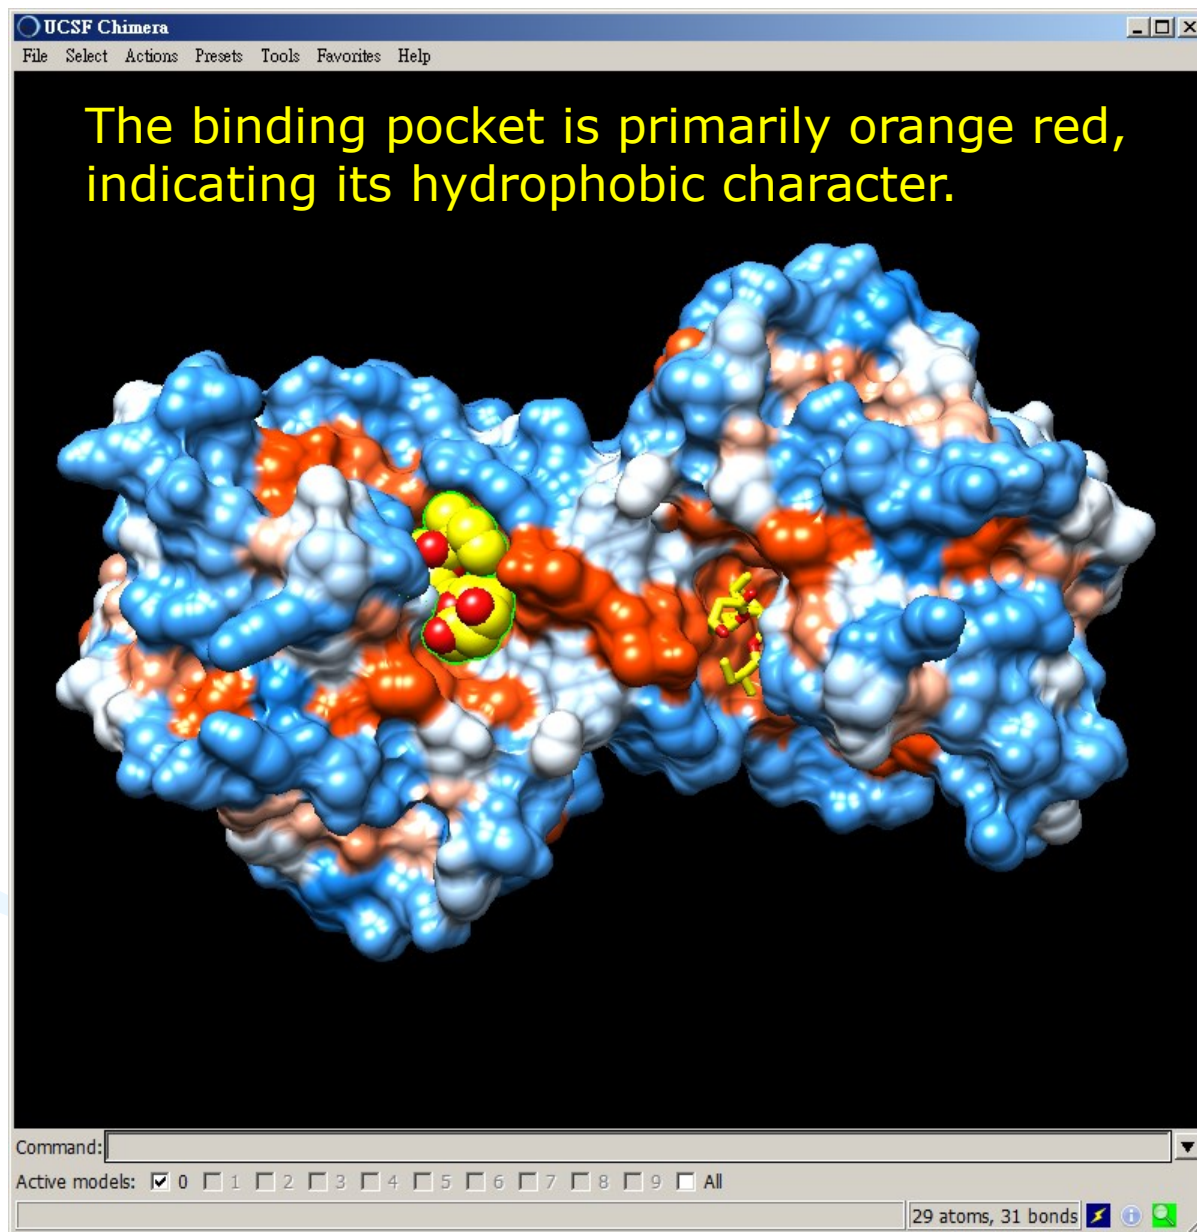 UCSF Chimera
File Select Actions Presets Tools Favorites Help
The binding pocket is primarily orange red,
indicating its hydrophobic character.
Command:
Active models: 0 1 2 3 4 5 6 7 8 9 All
29 atoms, 31 bonds